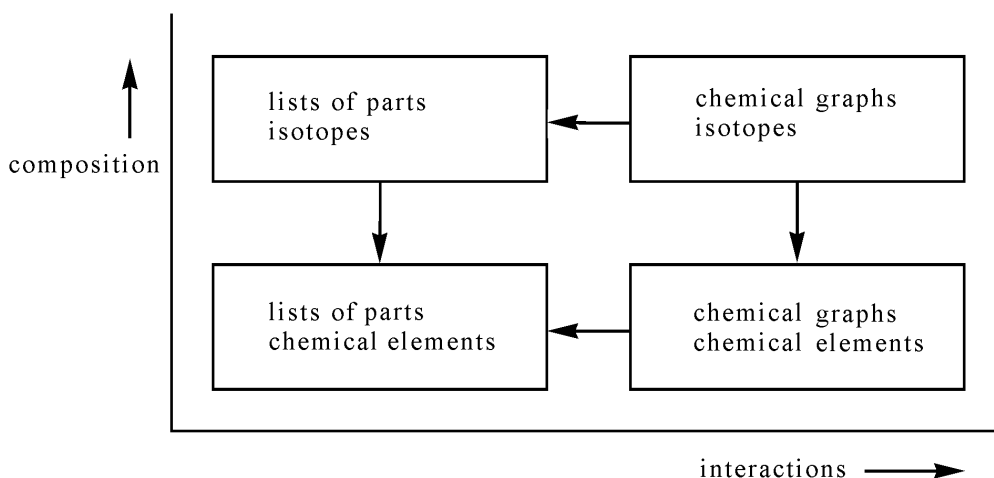 lists of parts
isotopes
chemical graphs
isotopes
composition
lists of parts
chemical elements
chemical graphs
chemical elements
interactions